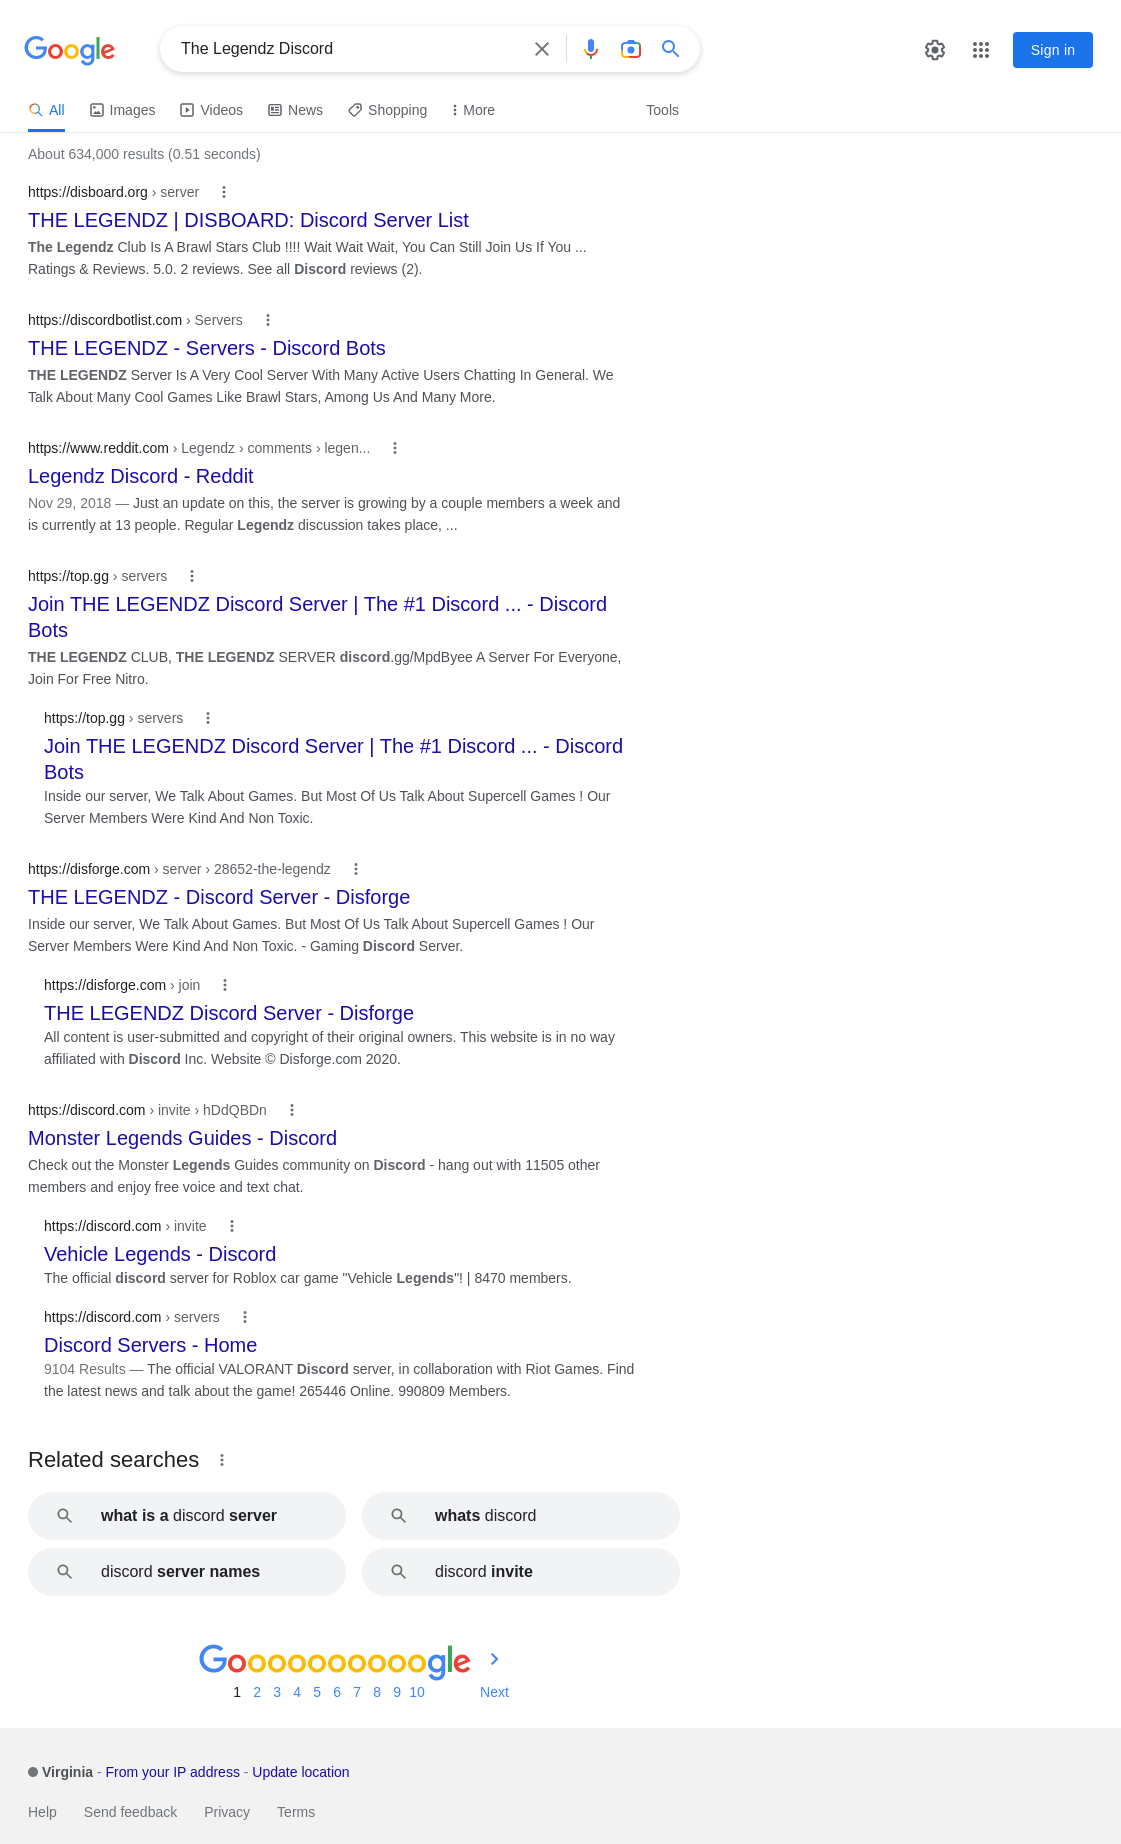 Google
The Legendz Discord
Sign in
All
Images
Videos
News
Shopping
More
Tools
About 634,000 results (0.51 seconds)
https://disboard.org › server
THE LEGENDZ | DISBOARD: Discord Server List
The Legendz Club Is A Brawl Stars Club !!!! Wait Wait Wait, You Can Still Join Us If You ...
Ratings & Reviews. 5.0. 2 reviews. See all Discord reviews (2).
https://discordbotlist.com › Servers
THE LEGENDZ - Servers - Discord Bots
THE LEGENDZ Server Is A Very Cool Server With Many Active Users Chatting In General. We
Talk About Many Cool Games Like Brawl Stars, Among Us And Many More.
https://www.reddit.com › Legendz › comments › legen...
Legendz Discord - Reddit
Nov 29, 2018 — Just an update on this, the server is growing by a couple members a week and
is currently at 13 people. Regular Legendz discussion takes place, ...
https://top.gg › servers
Join THE LEGENDZ Discord Server | The #1 Discord ... - Discord
Bots
THE LEGENDZ CLUB, THE LEGENDZ SERVER discord.gg/MpdByee A Server For Everyone,
Join For Free Nitro.
https://top.gg › servers
Join THE LEGENDZ Discord Server | The #1 Discord ... - Discord
Bots
Inside our server, We Talk About Games. But Most Of Us Talk About Supercell Games ! Our
Server Members Were Kind And Non Toxic.
https://disforge.com › server › 28652-the-legendz
THE LEGENDZ - Discord Server - Disforge
Inside our server, We Talk About Games. But Most Of Us Talk About Supercell Games ! Our
Server Members Were Kind And Non Toxic. - Gaming Discord Server.
https://disforge.com › join
THE LEGENDZ Discord Server - Disforge
All content is user-submitted and copyright of their original owners. This website is in no way
affiliated with Discord Inc. Website © Disforge.com 2020.
https://discord.com › invite › hDdQBDn
Monster Legends Guides - Discord
Check out the Monster Legends Guides community on Discord - hang out with 11505 other
members and enjoy free voice and text chat.
https://discord.com › invite
Vehicle Legends - Discord
The official discord server for Roblox car game "Vehicle Legends"! | 8470 members.
https://discord.com › servers
Discord Servers - Home
9104 Results — The official VALORANT Discord server, in collaboration with Riot Games. Find
the latest news and talk about the game! 265446 Online. 990809 Members.
Related searches
what is a discord server
whats discord
discord server names
discord invite
Goooooooooogle
1 2 3 4 5 6 7 8 9 10 Next
Virginia - From your IP address - Update location
Help Send feedback Privacy Terms